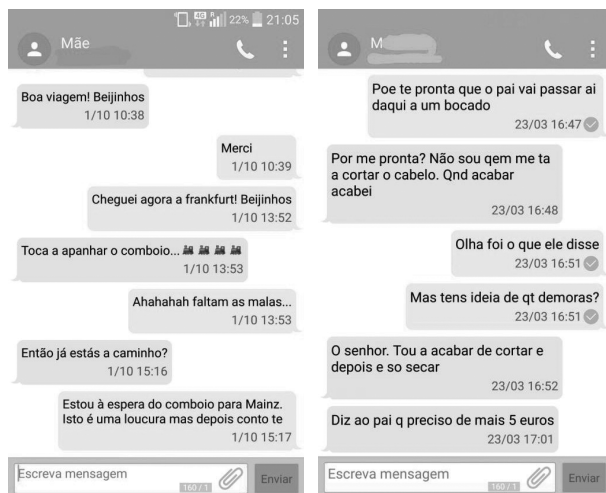 4G 22% 21:05
Mãe
Boa viagem! Beijinhos
1/10 10:38
Merci
1/10 10:39
Cheguei agora a frankfurt! Beijinhos
1/10 13:52
Toca a apanhar o comboio...
1/10 13:53
Ahahahah faltam as malas...
1/10 13:53
Então já estás a caminho?
1/10 15:16
Estou à espera do comboio para Mainz.
Isto é uma loucura mas depois conto te
1/10 15:17
Escreva mensagem
160/1
Enviar
M
Poe te pronta que o pai vai passar ai
daqui a um bocado
23/03 16:47
Por me pronta? Não sou qem me ta
a cortar o cabelo. Qnd acabar
acabei
23/03 16:48
Olha foi o que ele disse
23/03 16:51
Mas tens ideia de qt demoras?
23/03 16:51
O senhor. Tou a acabar de cortar e
depois e so secar
23/03 16:52
Diz ao pai q preciso de mais 5 euros
23/03 17:01
Escreva mensagem
160/1
Enviar